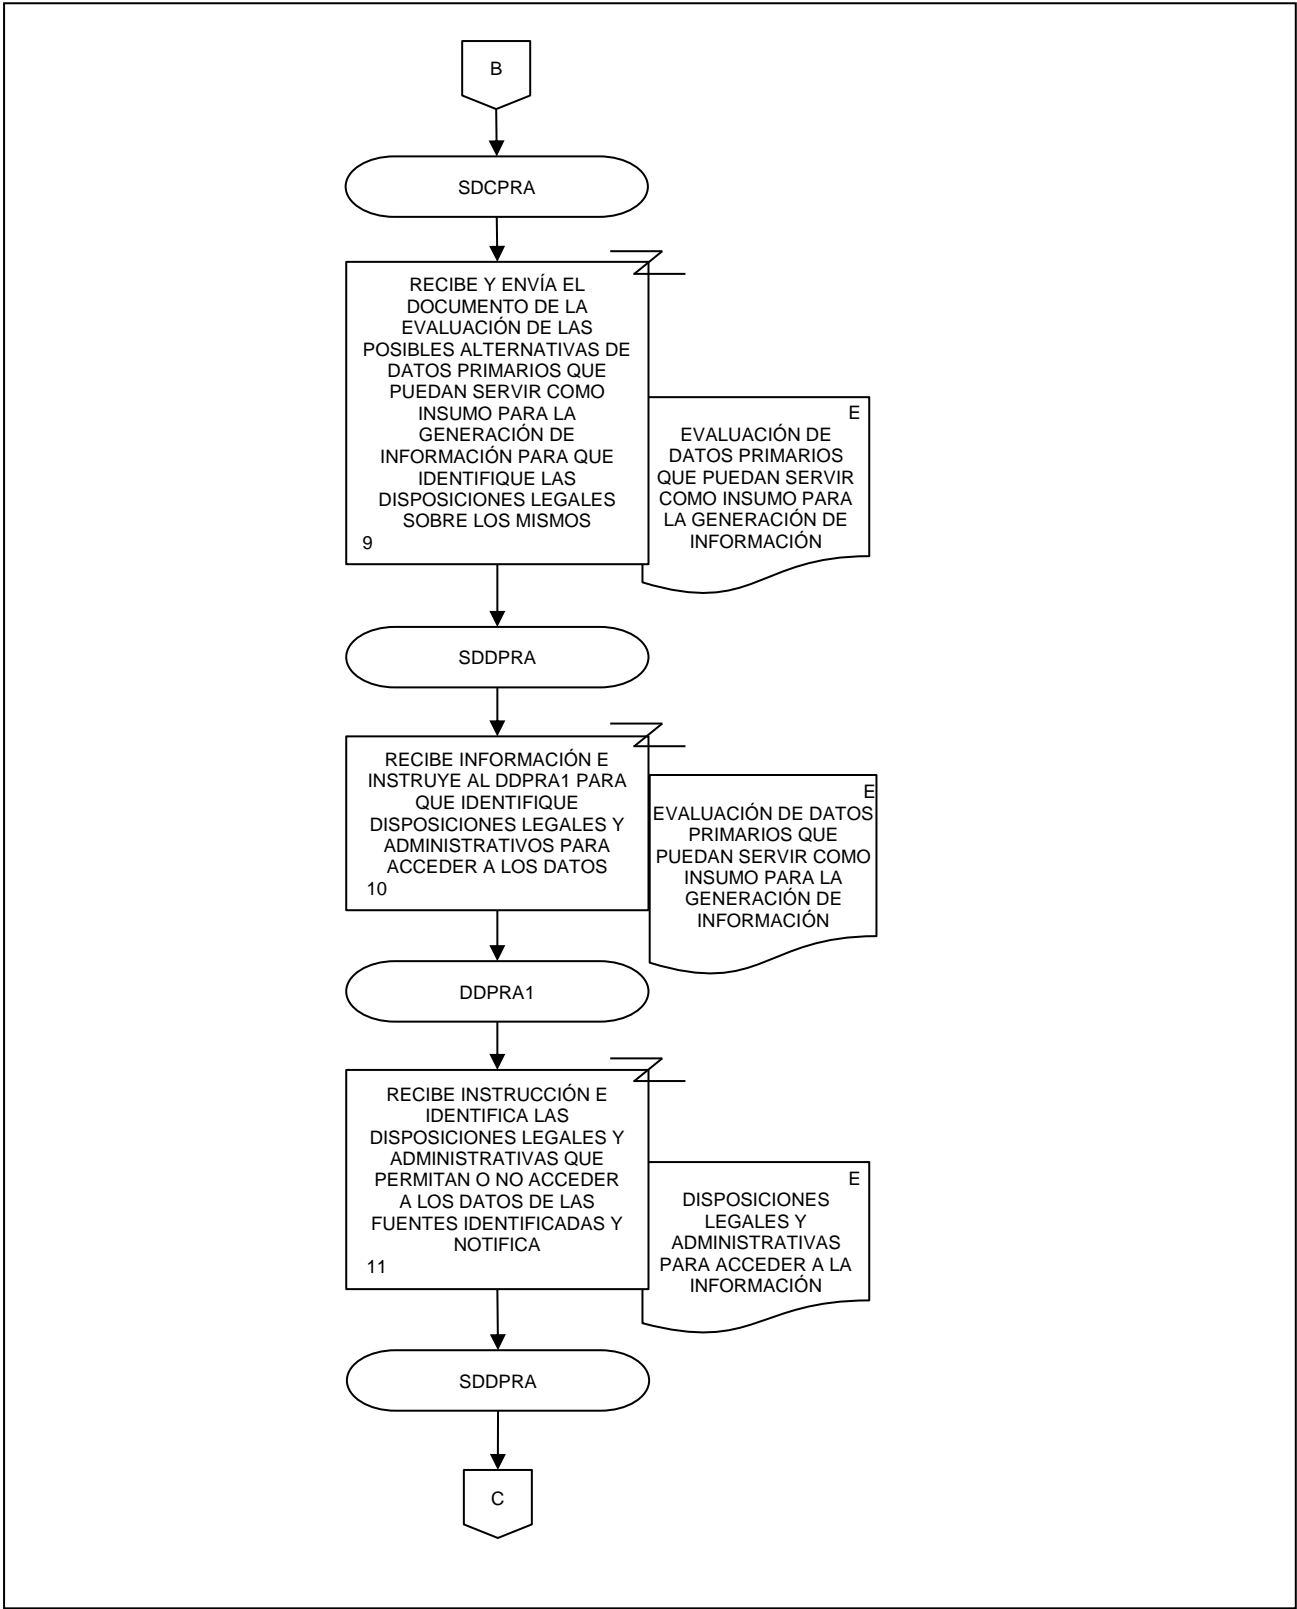 B
SDCPRA
RECIBE Y ENVÍA EL
DOCUMENTO DE LA
EVALUACIÓN DE LAS
POSIBLES ALTERNATIVAS DE
DATOS PRIMARIOS QUE
PUEDAN SERVIR COMO
INSUMO PARA LA
GENERACIÓN DE
INFORMACIÓN PARA QUE
IDENTIFIQUE LAS
DISPOSICIONES LEGALES
SOBRE LOS MISMOS
9
E
EVALUACIÓN DE
DATOS PRIMARIOS
QUE PUEDAN SERVIR
COMO INSUMO PARA
LA GENERACIÓN DE
INFORMACIÓN
SDDPRA
RECIBE INFORMACIÓN E
INSTRUYE AL DDPRA1 PARA
QUE IDENTIFIQUE
DISPOSICIONES LEGALES Y
ADMINISTRATIVOS PARA
ACCEDER A LOS DATOS
10
E
EVALUACIÓN DE DATOS
PRIMARIOS QUE
PUEDAN SERVIR COMO
INSUMO PARA LA
GENERACIÓN DE
INFORMACIÓN
DDPRA1
RECIBE INSTRUCCIÓN E
IDENTIFICA LAS
DISPOSICIONES LEGALES Y
ADMINISTRATIVAS QUE
PERMITAN O NO ACCEDER
A LOS DATOS DE LAS
FUENTES IDENTIFICADAS Y
NOTIFICA
11
E
DISPOSICIONES
LEGALES Y
ADMINISTRATIVAS
PARA ACCEDER A LA
INFORMACIÓN
SDDPRA
C